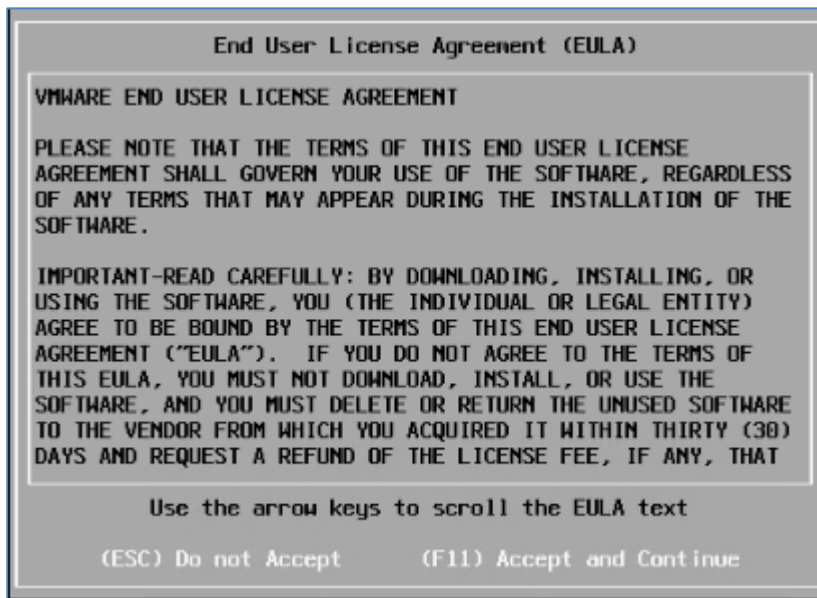 End User License Agreement (EULA)
VMWARE END USER LICENSE AGREEMENT
PLEASE NOTE THAT THE TERMS OF THIS END USER LICENSE
AGREEMENT SHALL GOVERN YOUR USE OF THE SOFTWARE, REGARDLESS
OF ANY TERMS THAT MAY APPEAR DURING THE INSTALLATION OF THE
SOFTWARE.
IMPORTANT-READ CAREFULLY: BY DOWNLOADING, INSTALLING, OR
USING THE SOFTWARE, YOU (THE INDIVIDUAL OR LEGAL ENTITY)
AGREE TO BE BOUND BY THE TERMS OF THIS END USER LICENSE
AGREEMENT ("EULA"). IF YOU DO NOT AGREE TO THE TERMS OF
THIS EULA, YOU MUST NOT DOWNLOAD, INSTALL, OR USE THE
SOFTWARE, AND YOU MUST DELETE OR RETURN THE UNUSED SOFTWARE
TO THE VENDOR FROM WHICH YOU ACQUIRED IT WITHIN THIRTY (30)
DAYS AND REQUEST A REFUND OF THE LICENSE FEE, IF ANY, THAT
Use the arrow keys to scroll the EULA text
(ESC) Do not Accept (F11) Accept and Continue